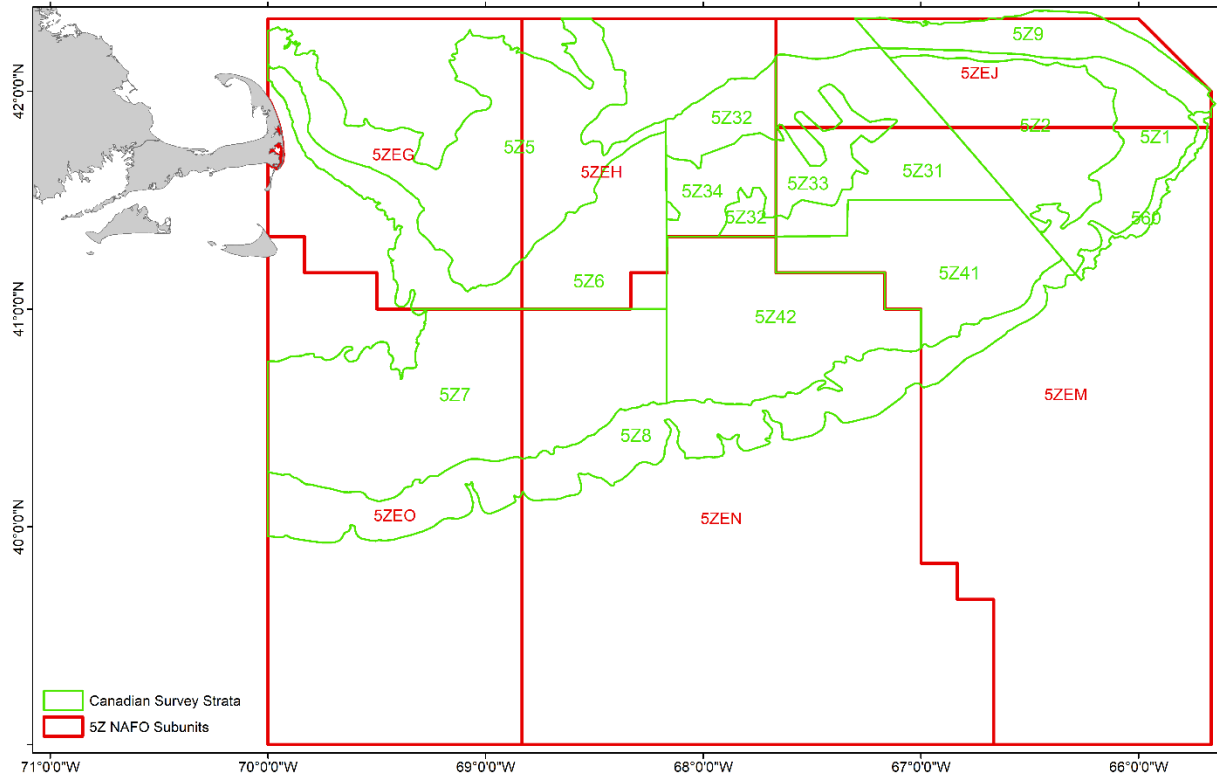 5Z9
5ZEJ
42°0'0"N
5Z32
5Z2
5Z1
5ZEG
5Z5
5ZEH
5Z31
5Z34
5Z33
5Z32
560
5Z6
5Z41
41°0'0"N
5Z42
5Z7
5ZEM
5Z8
5ZEO
5ZEN
40°0'0"N
Canadian Survey Strata
5Z NAFO Subunits
71°0'0"W
70°0'0"W
69°0'0"W
68°0'0"W
67°0'0"W
66°0'0"W